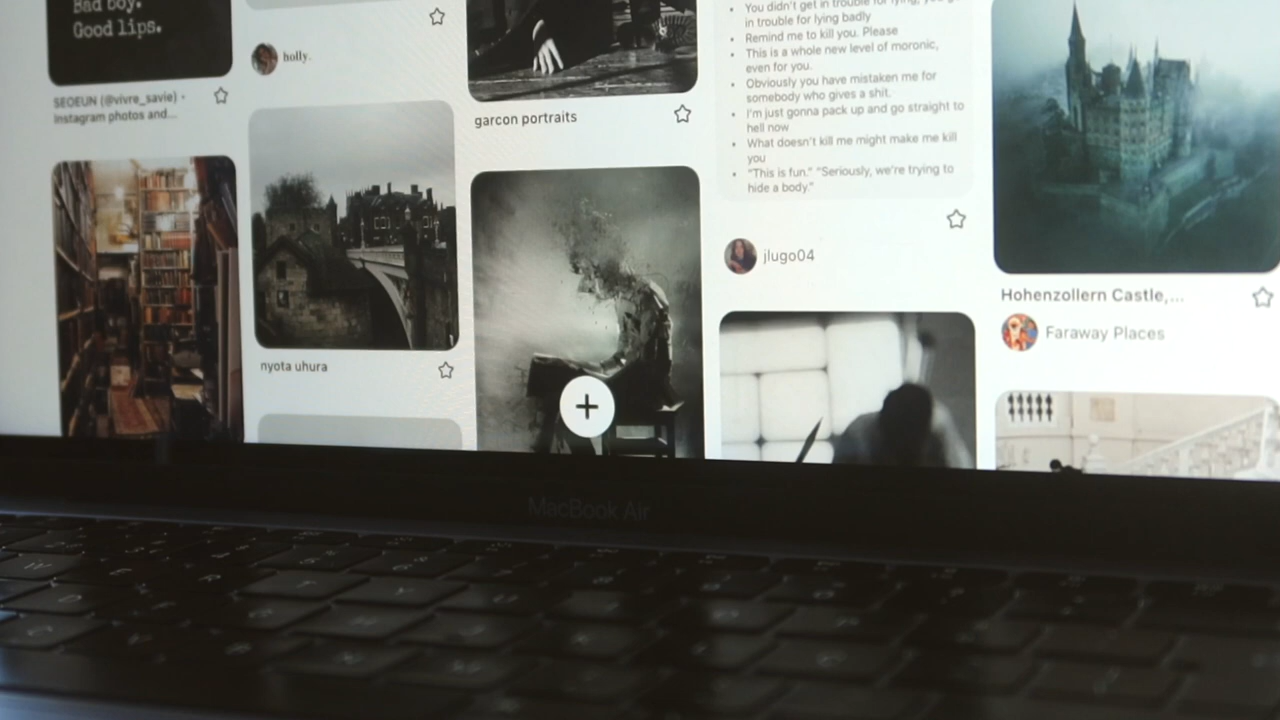 Bad boy.
Good lips.
SEOEUN (@vivre_savie) •
Instagram photos and...
holly.
nyota uhura
garcon portraits
You didn't get in trouble for lying, you
in trouble for lying badly
Remind me to kill you. Please
This is a whole new level of moronic,
even for you.
Obviously you have mistaken me for
somebody who gives a shit.
I'm just gonna pack up and go straight to
hell now
What doesn't kill me might make me kill
you
"This is fun." "Seriously, we're trying to
hide a body."
jlugo04
Hohenzollern Castle,...
Faraway Places
MacBook Air